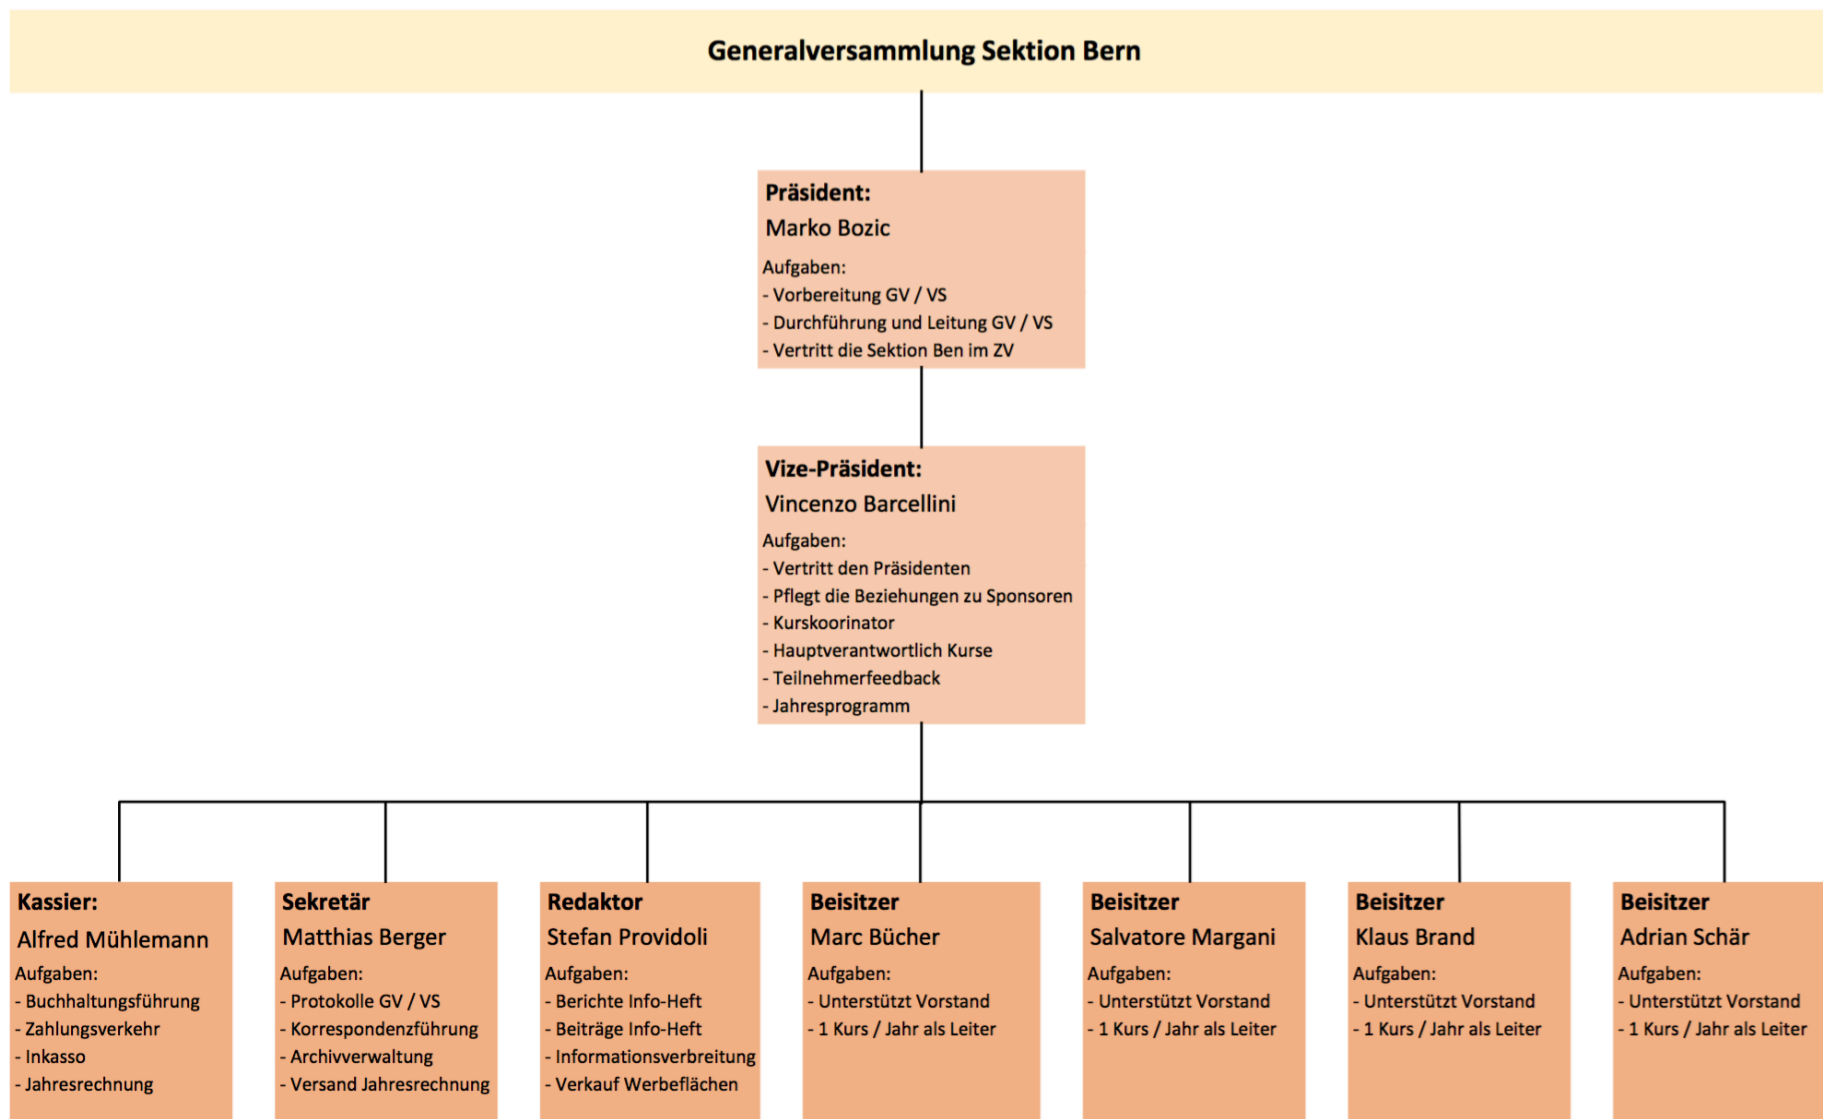 Generalversammlung Sektion Bern
Präsident:
Marko Bozic
Aufgaben:
- Vorbereitung GV / VS
- Durchführung und Leitung GV / VS
- Vertritt die Sektion Ben im ZV
Vize-Präsident:
Vincenzo Barcellini
Aufgaben:
- Vertritt den Präsidenten
- Pflegt die Beziehungen zu Sponsoren
- Kurskoorinator
- Hauptverantwortlich Kurse
- Teilnehmerfeedback
- Jahresprogramm
Kassier:
Alfred Mühlemann
Aufgaben:
- Buchhaltungsführung
- Zahlungsverkehr
- Inkasso
- Jahresrechnung
Sekretär
Matthias Berger
Aufgaben:
- Protokolle GV / VS
- Korrespondenzführung
- Archivverwaltung
- Versand Jahresrechnung
Redaktor
Stefan Providoli
Aufgaben:
- Berichte Info-Heft
- Beiträge Info-Heft
- Informationsverbreitung
- Verkauf Werbeflächen
Beisitzer
Marc Bücher
Aufgaben:
- Unterstützt Vorstand
- 1 Kurs / Jahr als Leiter
Beisitzer
Salvatore Margani
Aufgaben:
- Unterstützt Vorstand
- 1 Kurs / Jahr als Leiter
Beisitzer
Klaus Brand
Aufgaben:
- Unterstützt Vorstand
- 1 Kurs / Jahr als Leiter
Beisitzer
Adrian Schär
Aufgaben:
- Unterstützt Vorstand
- 1 Kurs / Jahr als Leiter